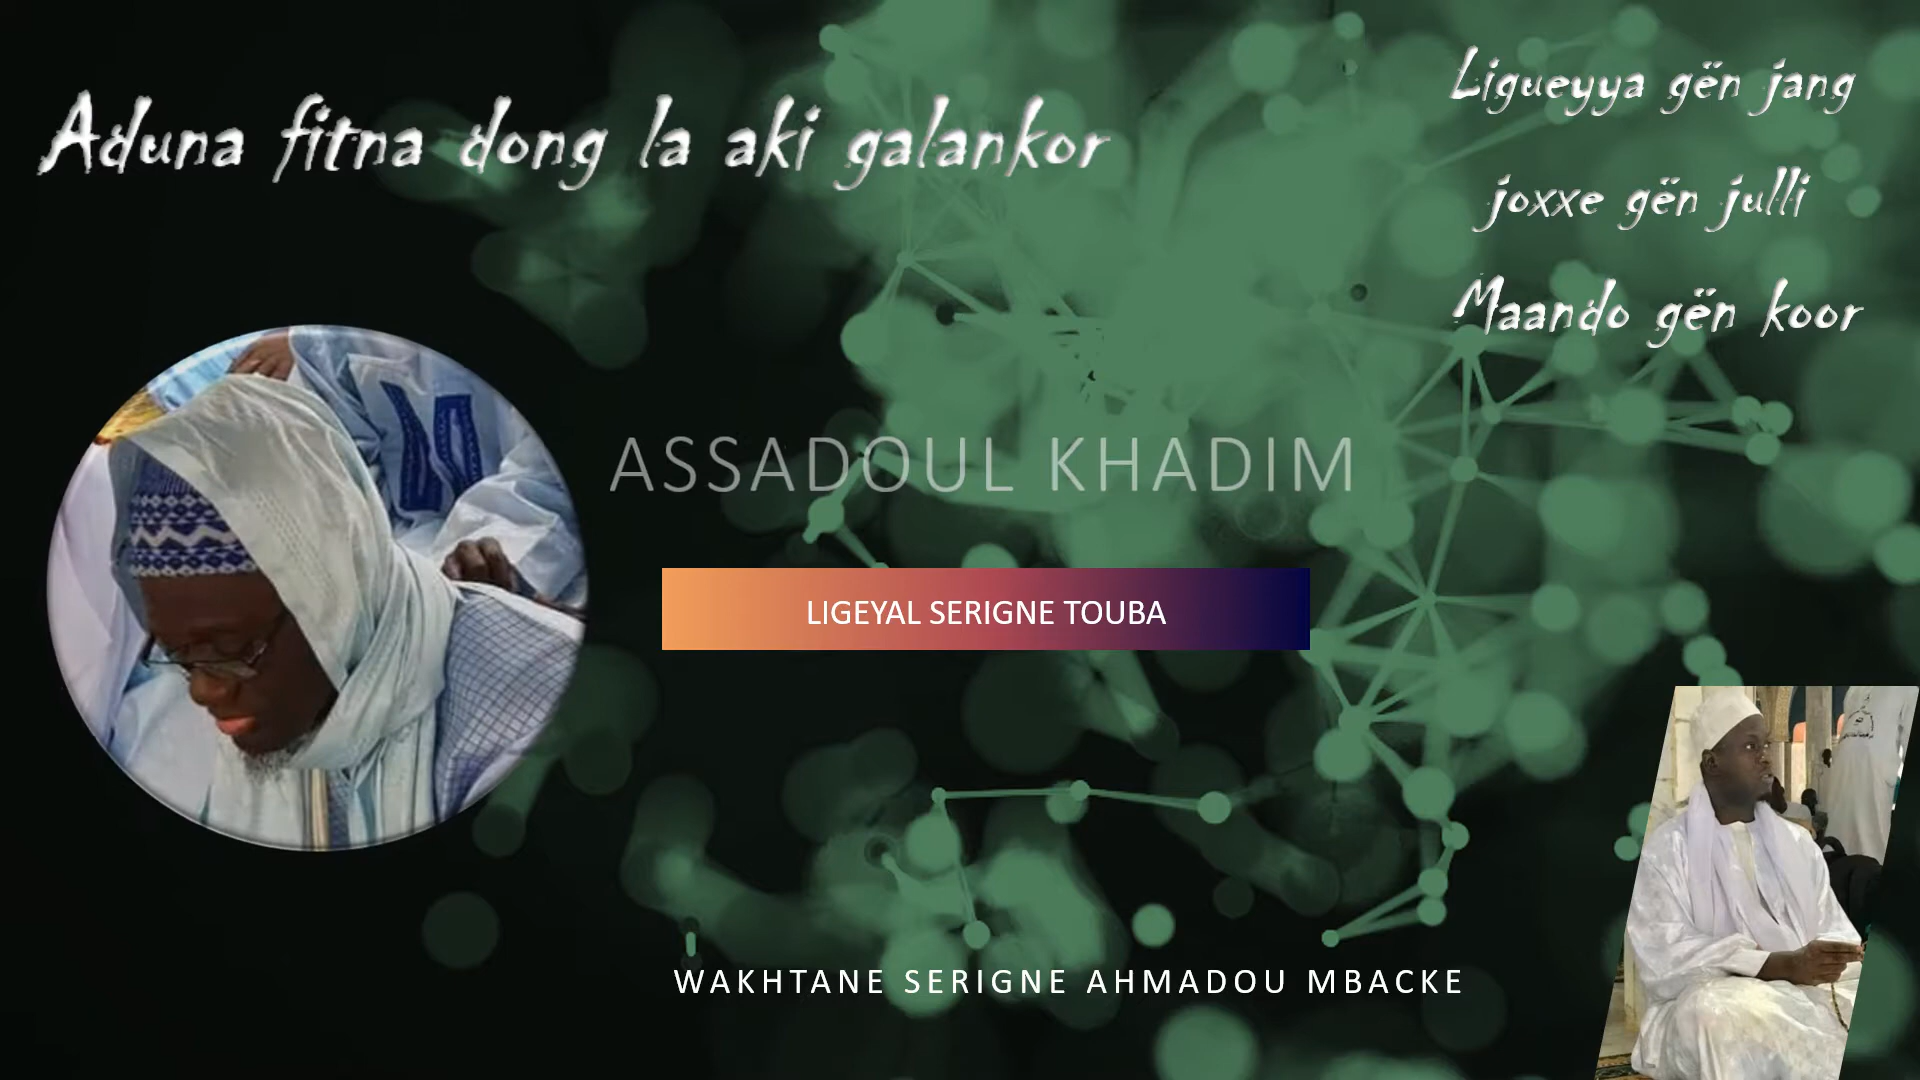 Aduna fitna dong la aki galankor
Ligueyya gën jang
joxxe gën julli
Maando gën koor
ASSADOUL KHADIM
LIGEYAL SERIGNE TOUBA
WAKHTANE SERIGNE AHMADOU MBACKE